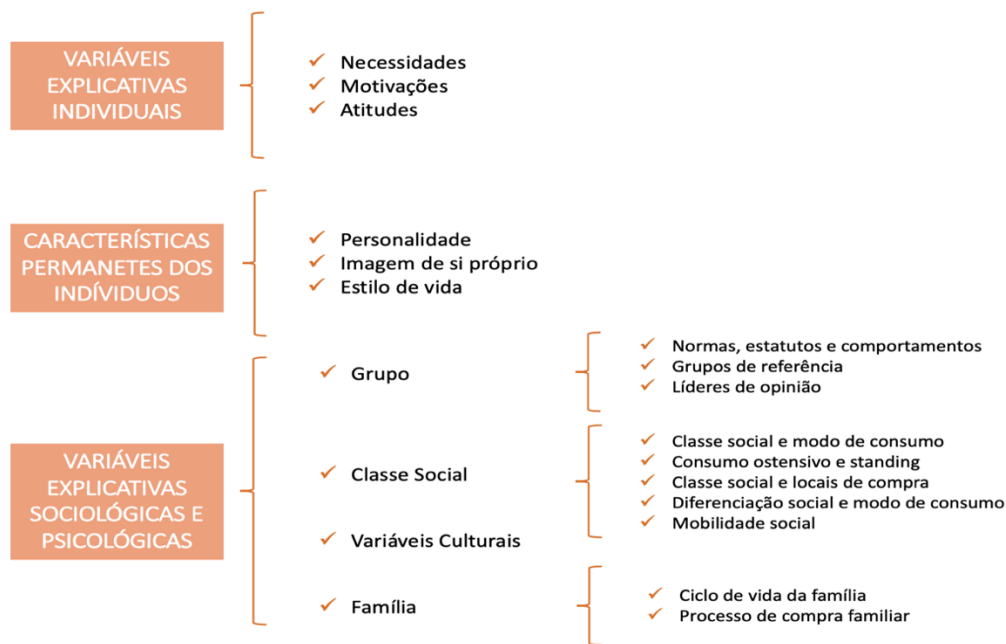 VARIÁVEIS
EXPLICATIVAS
INDIVIDUAIS
Necessidades
Motivações
Atitudes
CARACTERÍSTICAS
PERMANETES DOS
INDÍVIDUOS
Personalidade
Imagem de si próprio
Estilo de vida
VARIÁVEIS
EXPLICATIVAS
SOCIOLÓGICAS E
PSICOLÓGICAS
Grupo
Normas, estatutos e comportamentos
Grupos de referência
Líderes de opinião
Classe Social
Classe social e modo de consumo
Consumo ostensivo e standing
Classe social e locais de compra
Diferenciação social e modo de consumo
Mobilidade social
Variáveis Culturais
Família
Ciclo de vida da família
Processo de compra familiar